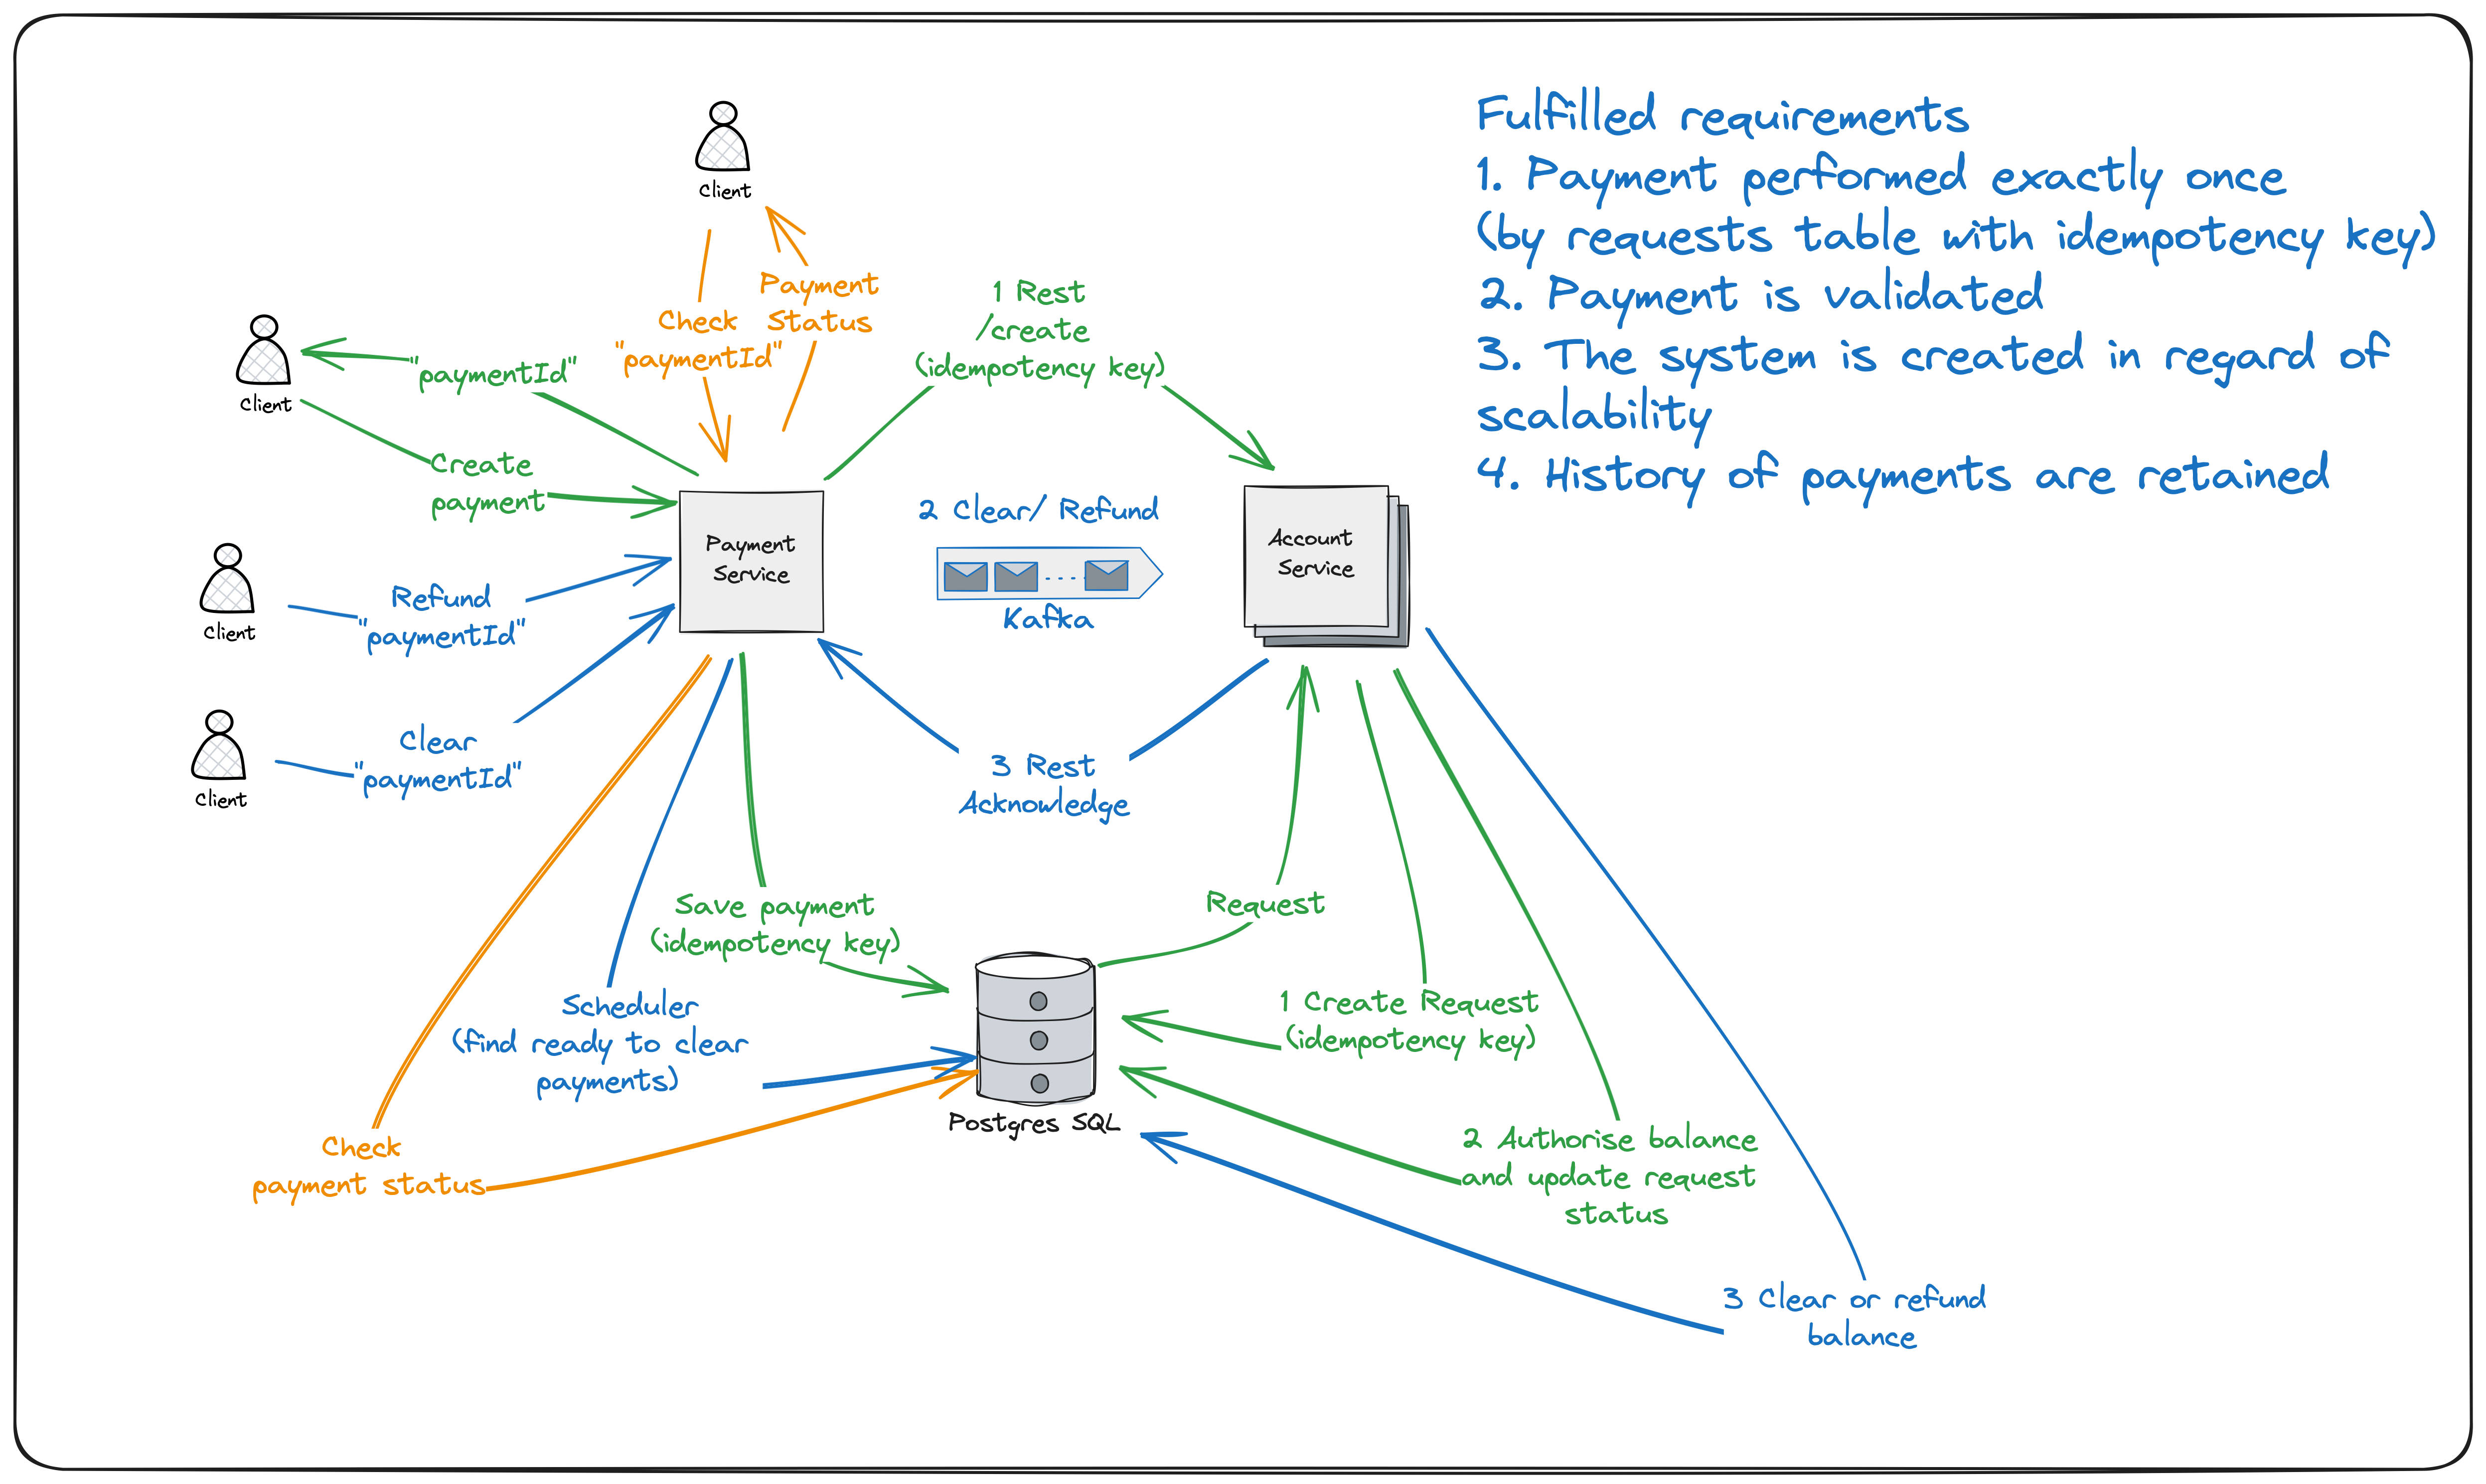 Fulfilled requirements
1. Payment performed exactly once
(by requests table with idempotency key)
2. Payment is validated
3. The system is created in regard of
scalability
4. History of payments are retained
Client
Payment
Status
Check
"paymentId"
1 Rest
/create
(idempotency key)
Client
"paymentId"
Create
payment
Payment
Service
2 Clear/ Refund
Kafka
Account
Service
Client
Refund
"paymentId"
Client
Clear
"paymentId"
3 Rest
Acknowledge
Save payment
(idempotency key)
Request
Scheduler
(find ready to clear
payments)
1 Create Request
(idempotency key)
Postgres SQL
Check
payment status
2 Authorise balance
and update request
status
3 Clear or refund
balance